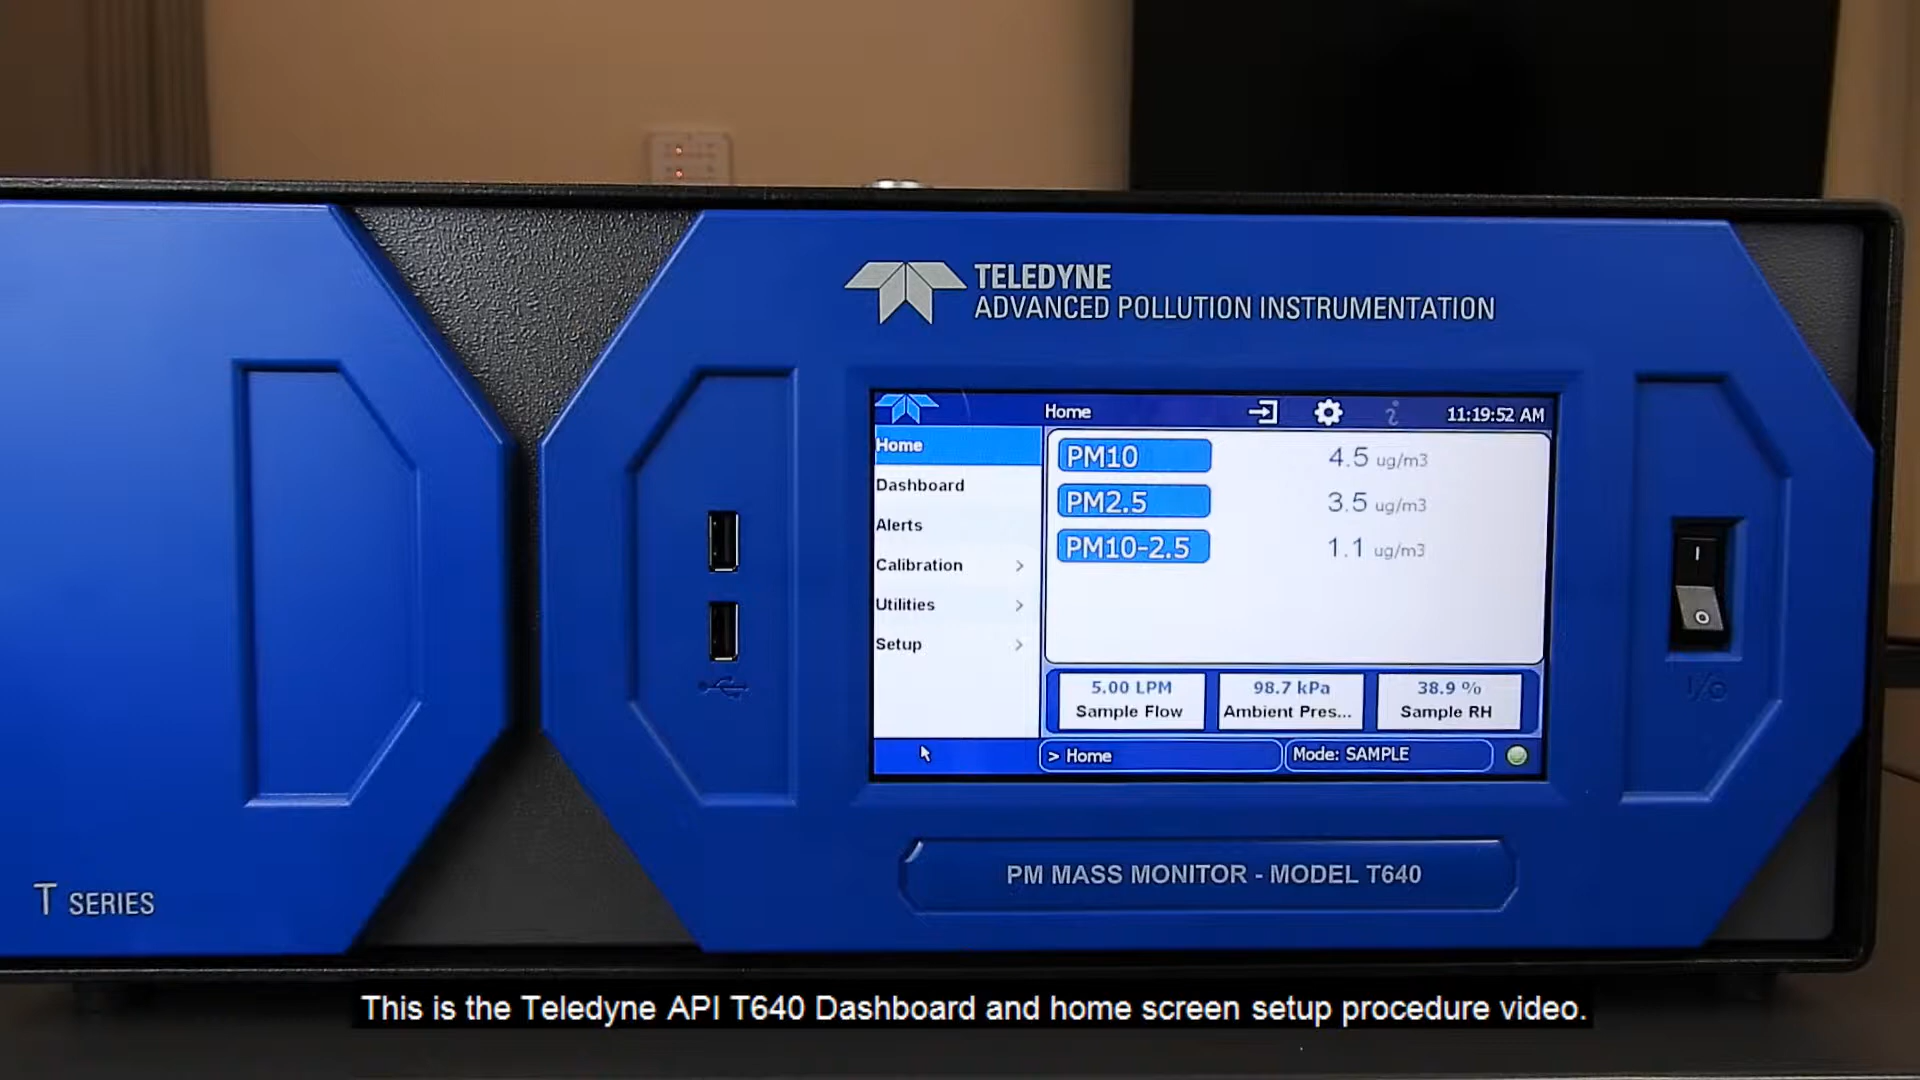 TELEDYNE
ADVANCED POLLUTION INSTRUMENTATION
Home
11:19:52 AM
Home
Dashboard
Alerts
Calibration >
Utilities >
Setup >
PM10 4.5 ug/m3
PM2.5 3.5 ug/m3
PM10-2.5 1.1 ug/m3
5.00 LPM
Sample Flow
98.7 kPa
Ambient Pres...
38.9 %
Sample RH
> Home
Mode: SAMPLE
I
O
I/O
PM MASS MONITOR - MODEL T640
T SERIES
This is the Teledyne API T640 Dashboard and home screen setup procedure video.